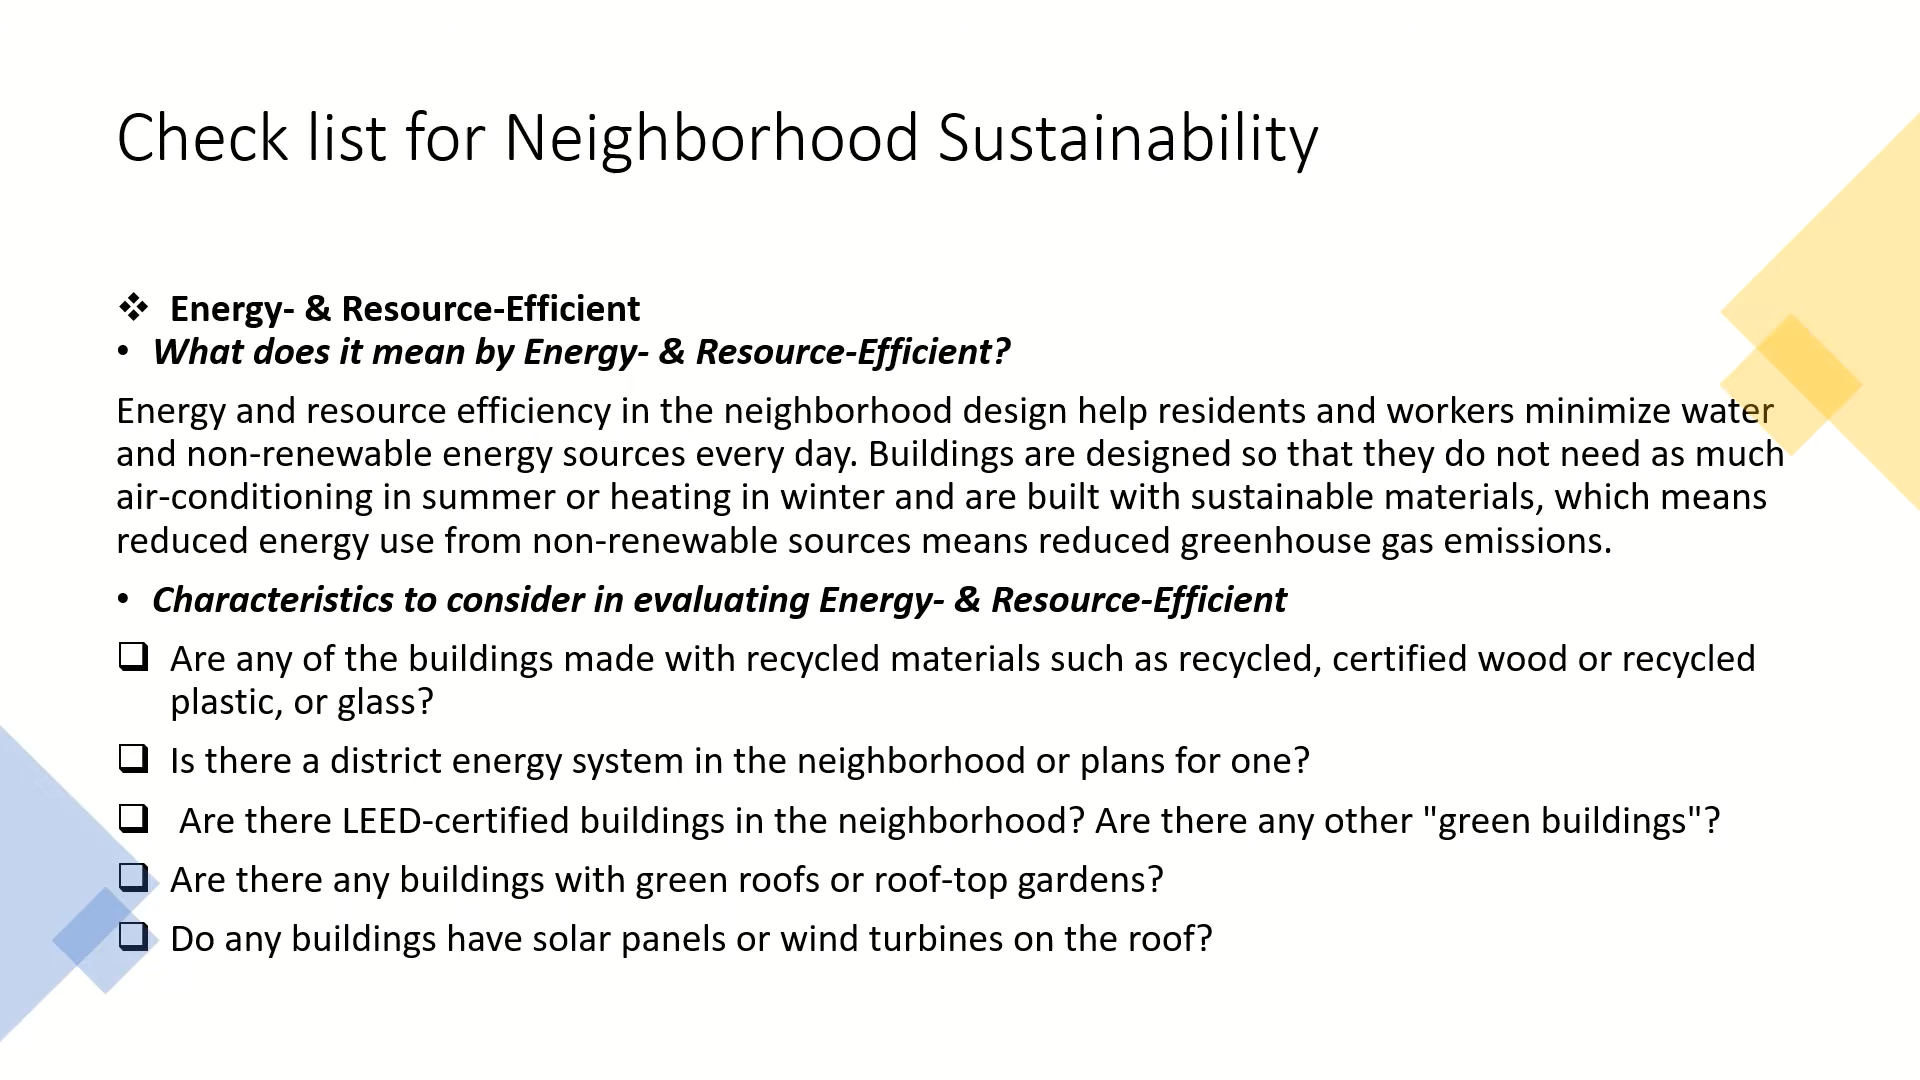 Check list for Neighborhood Sustainability
❖ Energy- & Resource-Efficient
• What does it mean by Energy- & Resource-Efficient?
Energy and resource efficiency in the neighborhood design help residents and workers minimize water
and non-renewable energy sources every day. Buildings are designed so that they do not need as much
air-conditioning in summer or heating in winter and are built with sustainable materials, which means
reduced energy use from non-renewable sources means reduced greenhouse gas emissions.
• Characteristics to consider in evaluating Energy- & Resource-Efficient
❑ Are any of the buildings made with recycled materials such as recycled, certified wood or recycled
plastic, or glass?
❑ Is there a district energy system in the neighborhood or plans for one?
❑ Are there LEED-certified buildings in the neighborhood? Are there any other "green buildings"?
❑ Are there any buildings with green roofs or roof-top gardens?
❑ Do any buildings have solar panels or wind turbines on the roof?